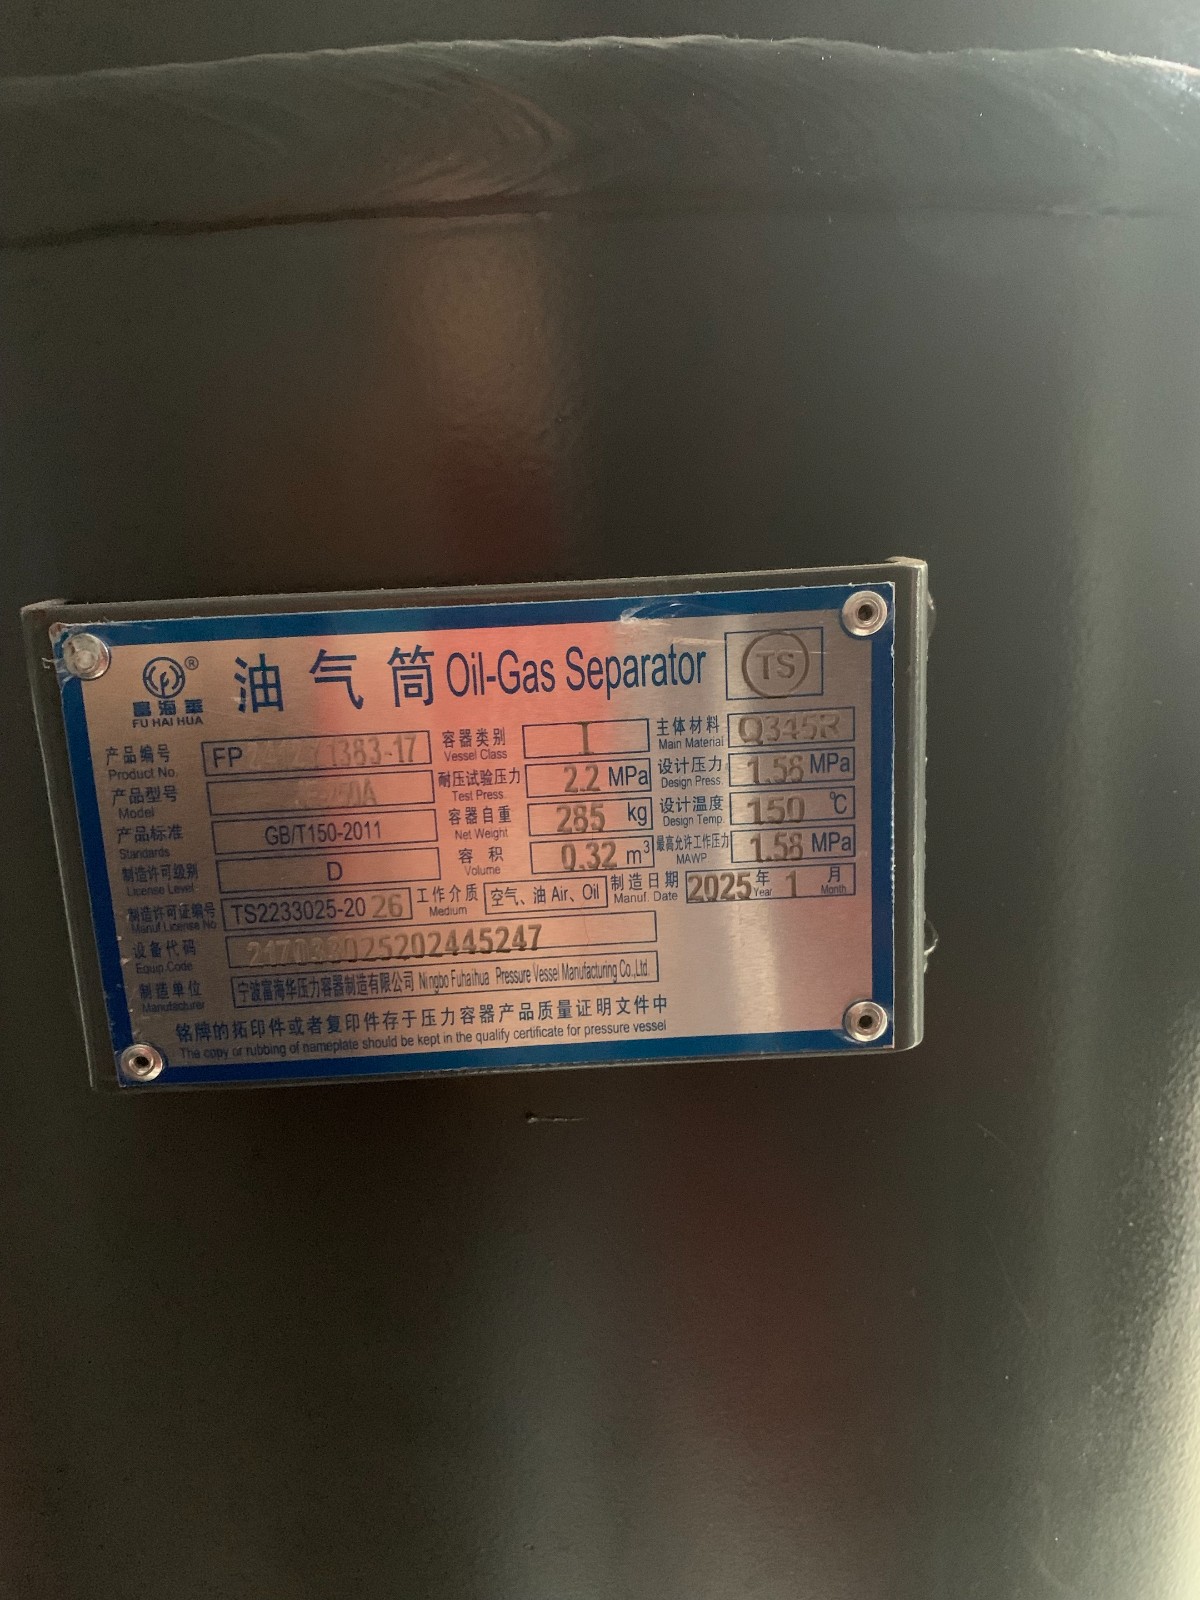 富海华 ®
FU HAI HUA
油气筒 Oil-Gas Separator TS
产品编号 Product No. FP 1383-17
容器类别 Vessel Class I
主体材料 Main Material Q345R
产品型号 Model
耐压试验压力 Test Press. 2.2 MPa
设计压力 Design Press. 1.58 MPa
产品标准 Standards GB/T150-2011
容器自重 Net Weight 285 kg
设计温度 Design Temp. 150 ℃
制造许可级别 License Level D
容积 Volume 0.32 m³
最高允许工作压力 MAWP 1.58 MPa
制造许可证编号 Manuf License No TS2233025-2026
工作介质 Medium 空气、油 Air、Oil
制造日期 Manuf. Date 2025 年 Year 1 月 Month
设备代码 Equip.Code 217033025202445247
制造单位 Manufacturer 宁波富海华压力容器制造有限公司 Ningbo Fuhaihua Pressure Vessel Manufacturing Co.,Ltd.
铭牌的拓印件或者复印件存于压力容器产品质量证明文件中
The copy or rubbing of nameplate should be kept in the quality certificate for pressure vessel